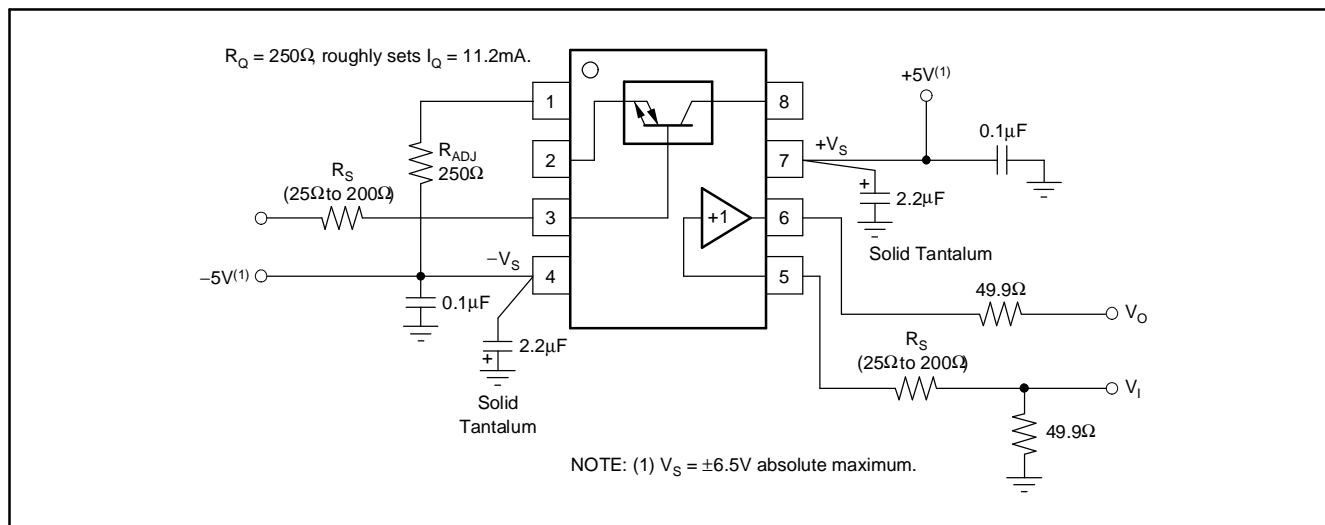 R_Q = 250Ω, roughly sets I_Q = 11.2mA.
1
2
3
4
8
7
6
5
+1
R_ADJ
250Ω
R_S
(25Ω to 200Ω)
−5V(1)
−V_S
0.1μF
2.2μF
+
Solid
Tantalum
+5V(1)
+V_S
0.1μF
+
2.2μF
Solid Tantalum
49.9Ω
V_O
R_S
(25Ω to 200Ω)
V_I
49.9Ω
NOTE: (1) V_S = ±6.5V absolute maximum.